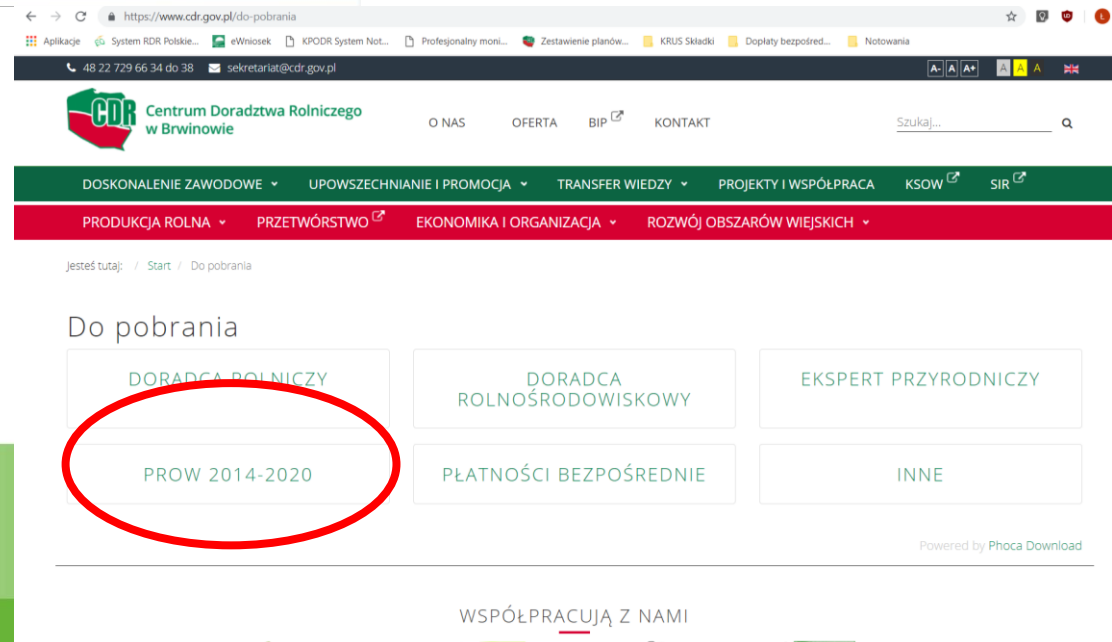 https://www.cdr.gov.pl/do-pobrania
Aplikacje System RDR Polskie... eWniosek KPODR System Not... Profesjonalny moni... Zestawienie planów... KRUS Składki Dopłaty bezpośred... Notowania
48 22 729 66 34 do 38 sekretariat@cdr.gov.pl A- A A+ A A A
CDR Centrum Doradztwa Rolniczego
w Brwinowie
O NAS OFERTA BIP KONTAKT Szukaj...
DOSKONALENIE ZAWODOWE UPOWSZECHNIANIE I PROMOCJA TRANSFER WIEDZY PROJEKTY I WSPÓŁPRACA KSOW SIR
PRODUKCJA ROLNA PRZETWÓRSTWO EKONOMIKA I ORGANIZACJA ROZWÓJ OBSZARÓW WIEJSKICH
Jesteś tutaj: / Start / Do pobrania
Do pobrania
DORADCA ROLNICZY
DORADCA
ROLNOŚRODOWISKOWY
EKSPERT PRZYRODNICZY
PROW 2014-2020
PŁATNOŚCI BEZPOŚREDNIE
INNE
Powered by Phoca Download
WSPÓŁPRACUJĄ Z NAMI